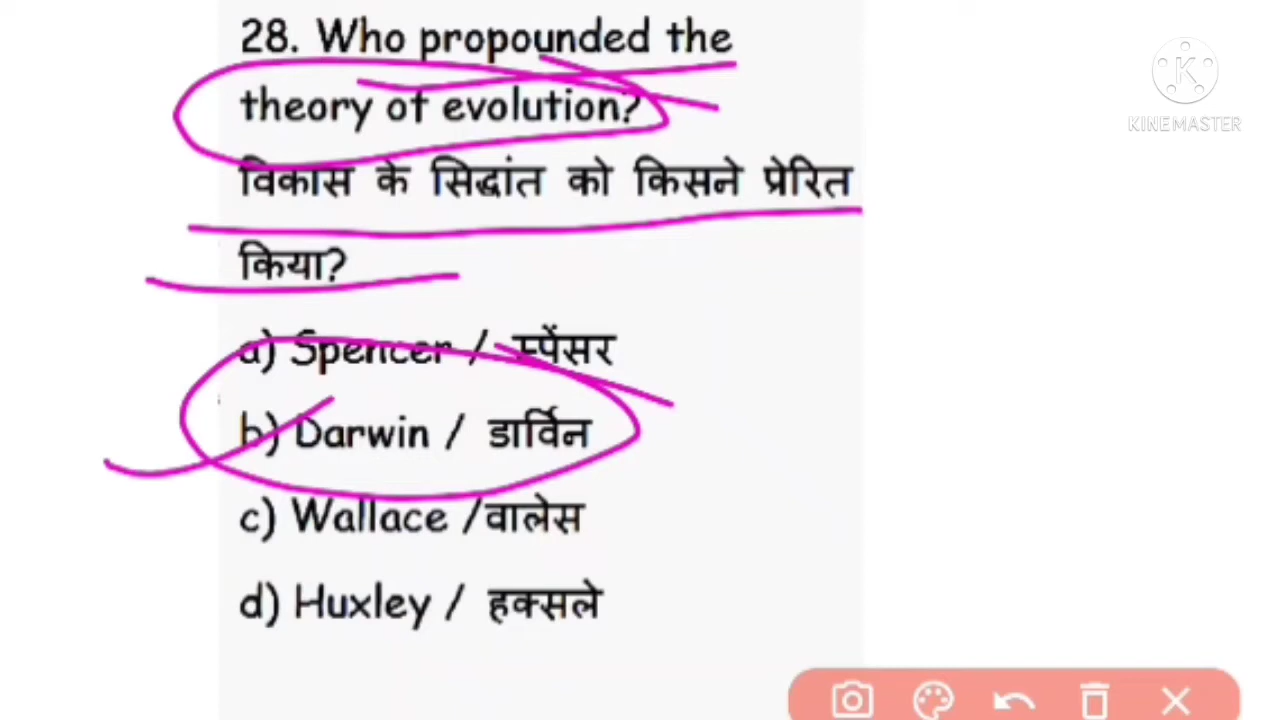 28. Who propounded the
theory of evolution?
विकास के सिद्धांत को किसने प्रेरित
किया?
a) Spencer / स्पेंसर
b) Darwin / डार्विन
c) Wallace /वालेस
d) Huxley / हक्सले
K
KINEMASTER